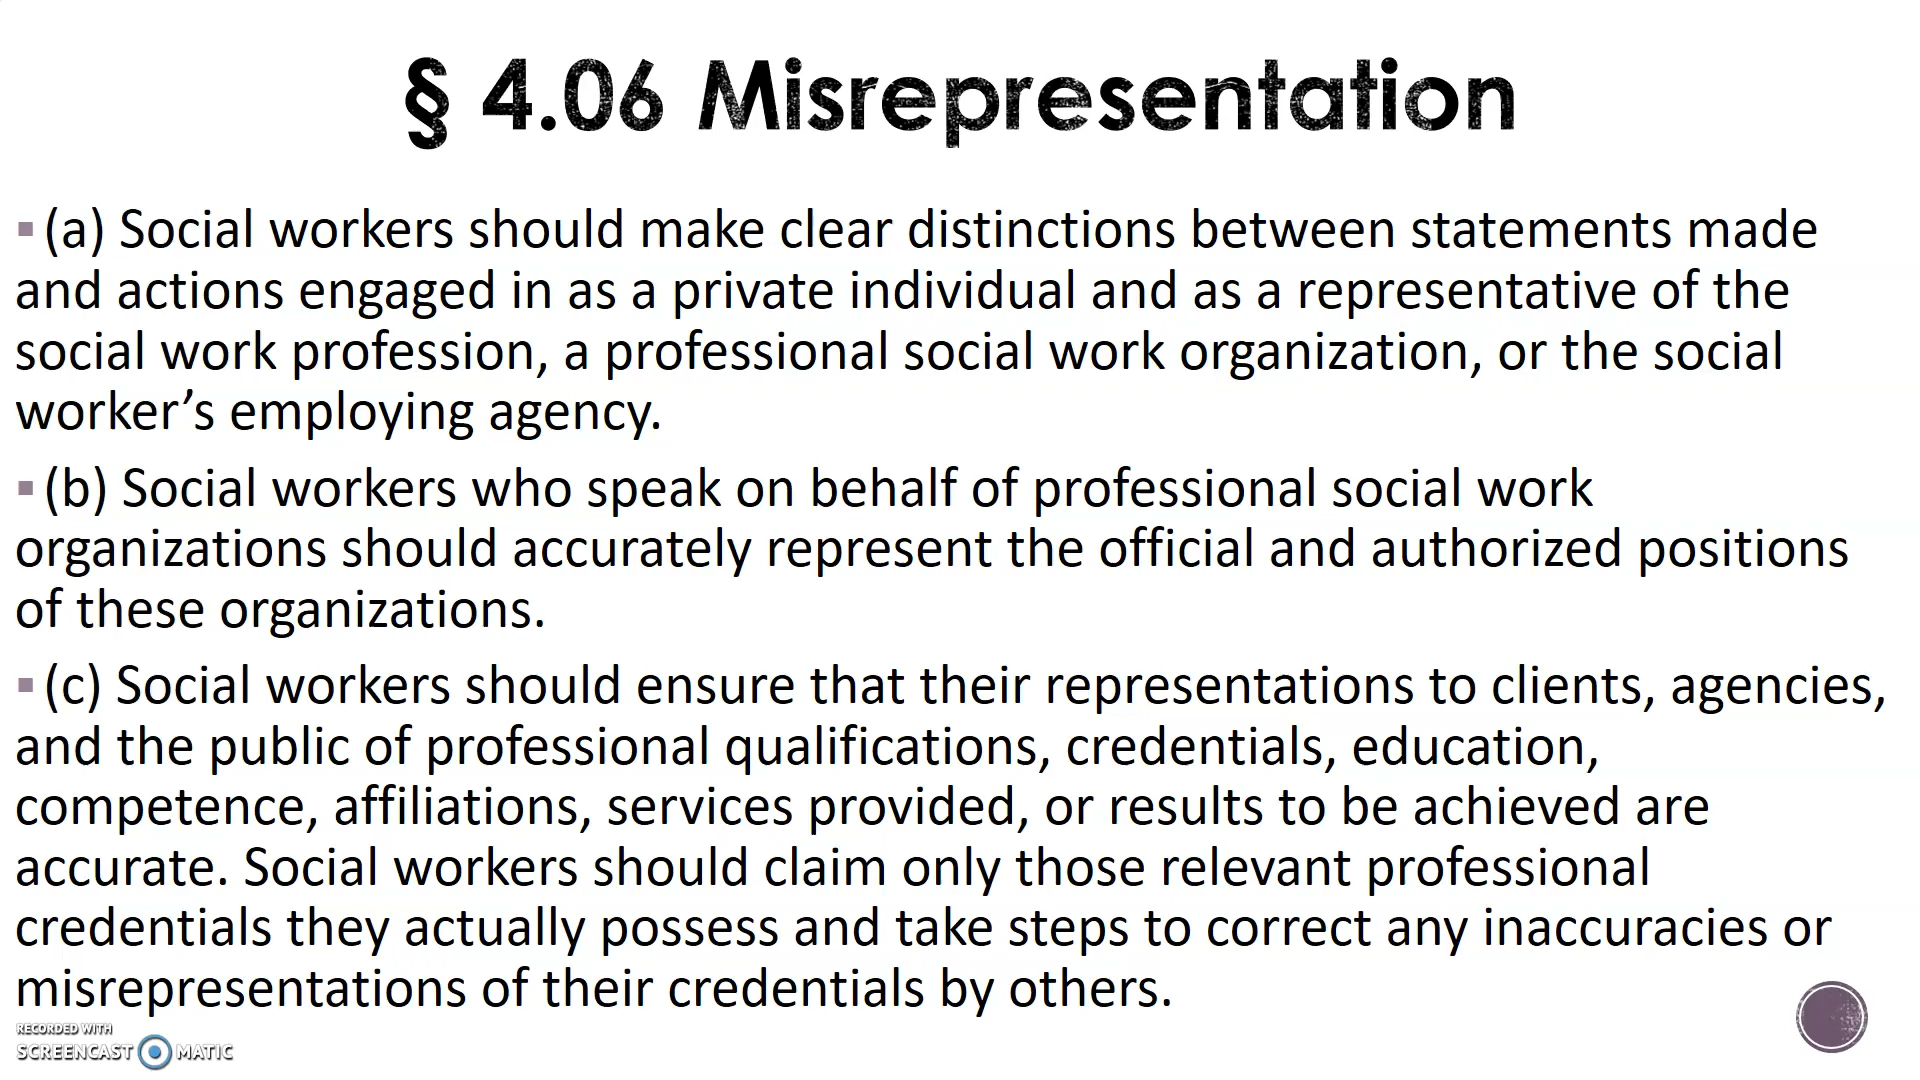 § 4.06 Misrepresentation
▪ (a) Social workers should make clear distinctions between statements made
and actions engaged in as a private individual and as a representative of the
social work profession, a professional social work organization, or the social
worker’s employing agency.
▪ (b) Social workers who speak on behalf of professional social work
organizations should accurately represent the official and authorized positions
of these organizations.
▪ (c) Social workers should ensure that their representations to clients, agencies,
and the public of professional qualifications, credentials, education,
competence, affiliations, services provided, or results to be achieved are
accurate. Social workers should claim only those relevant professional
credentials they actually possess and take steps to correct any inaccuracies or
misrepresentations of their credentials by others.
RECORDED WITH
SCREENCAST MATIC